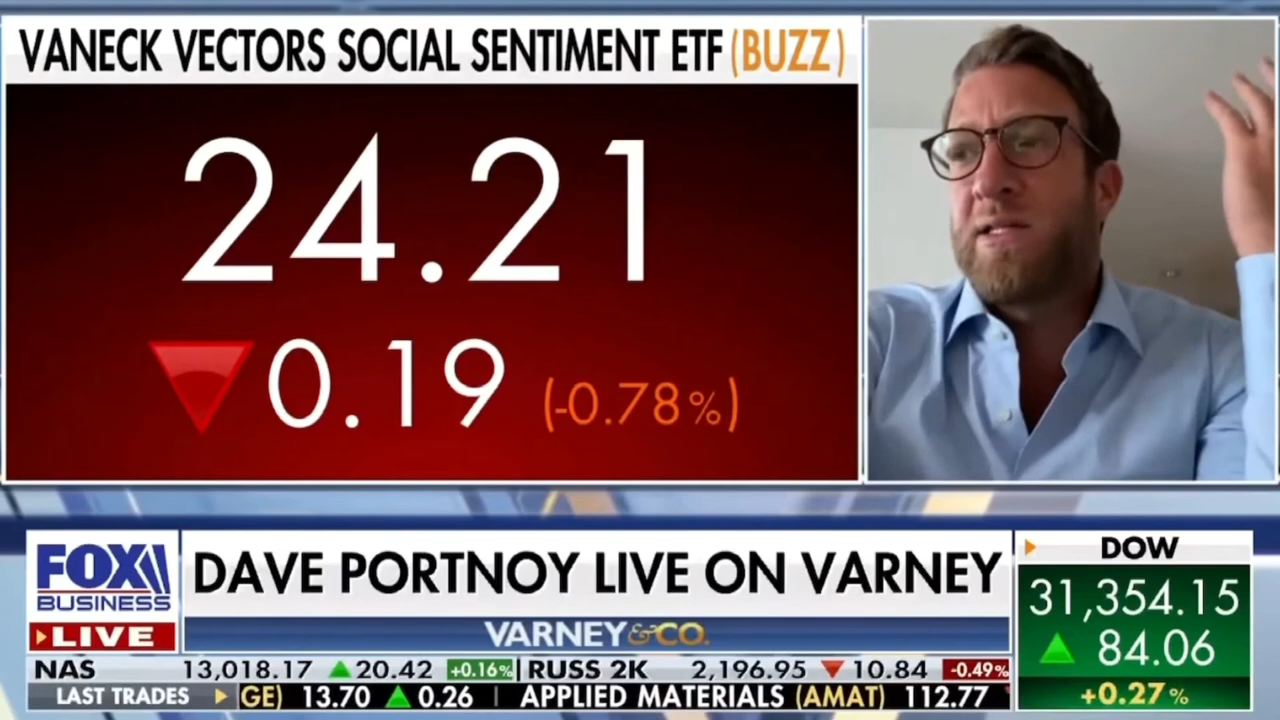 VANECK VECTORS SOCIAL SENTIMENT ETF (BUZZ)
24.21
▼0.19 (-0.78%)
FOX
BUSINESS
LIVE
DAVE PORTNOY LIVE ON VARNEY
VARNEY&CO.
DOW
31,354.15
▲ 84.06
+0.27%
NAS 13,018.17 ▲ 20.42 +0.16% RUSS 2K 2,196.95 ▼ 10.84 -0.49%
LAST TRADES GE) 13.70 ▲ 0.26 APPLIED MATERIALS (AMAT) 112.77